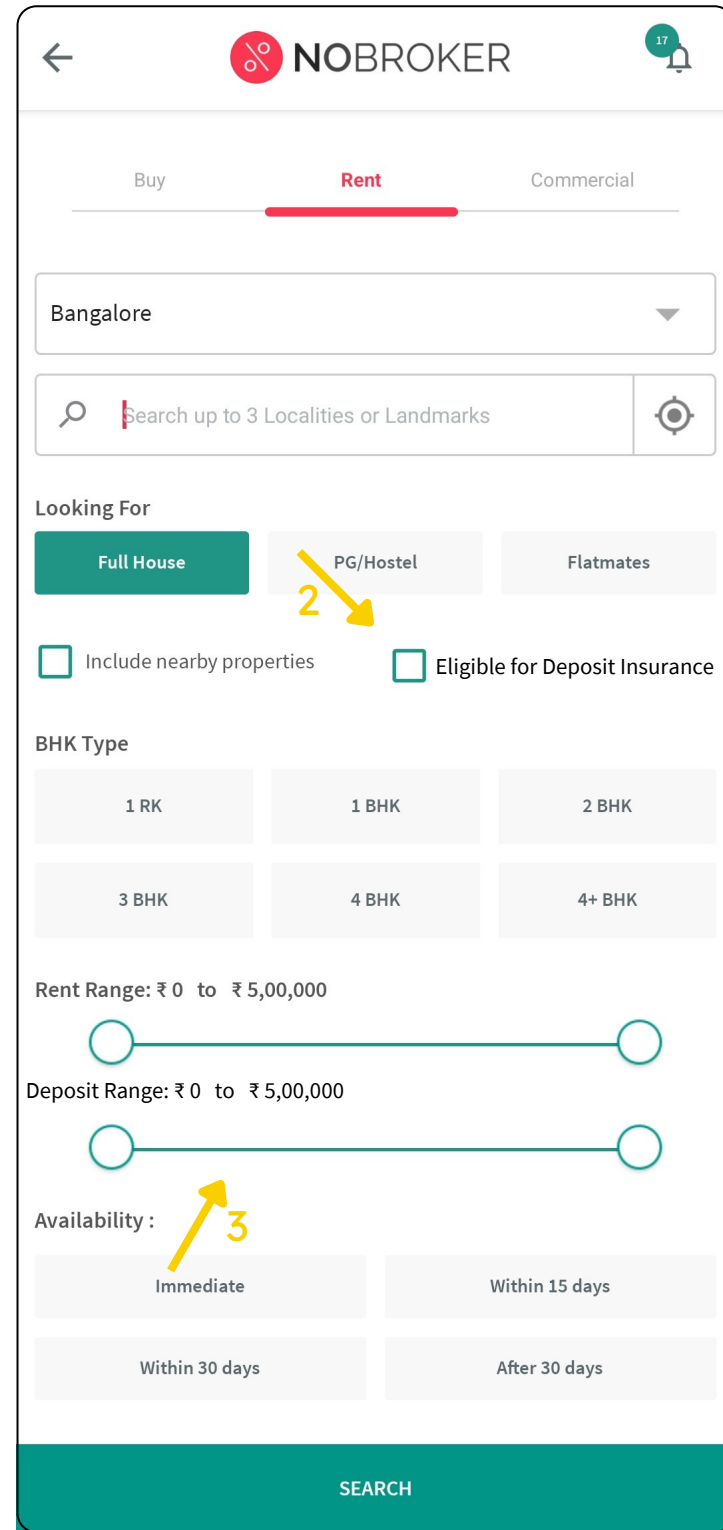 NOBROKER 17
Buy Rent Commercial
Bangalore
Search up to 3 Localities or Landmarks
Looking For
Full House PG/Hostel Flatmates
2
Include nearby properties Eligible for Deposit Insurance
BHK Type
1 RK 1 BHK 2 BHK
3 BHK 4 BHK 4+ BHK
Rent Range: ₹ 0 to ₹ 5,00,000
Deposit Range: ₹ 0 to ₹ 5,00,000
Availability :
3
Immediate Within 15 days
Within 30 days After 30 days
SEARCH